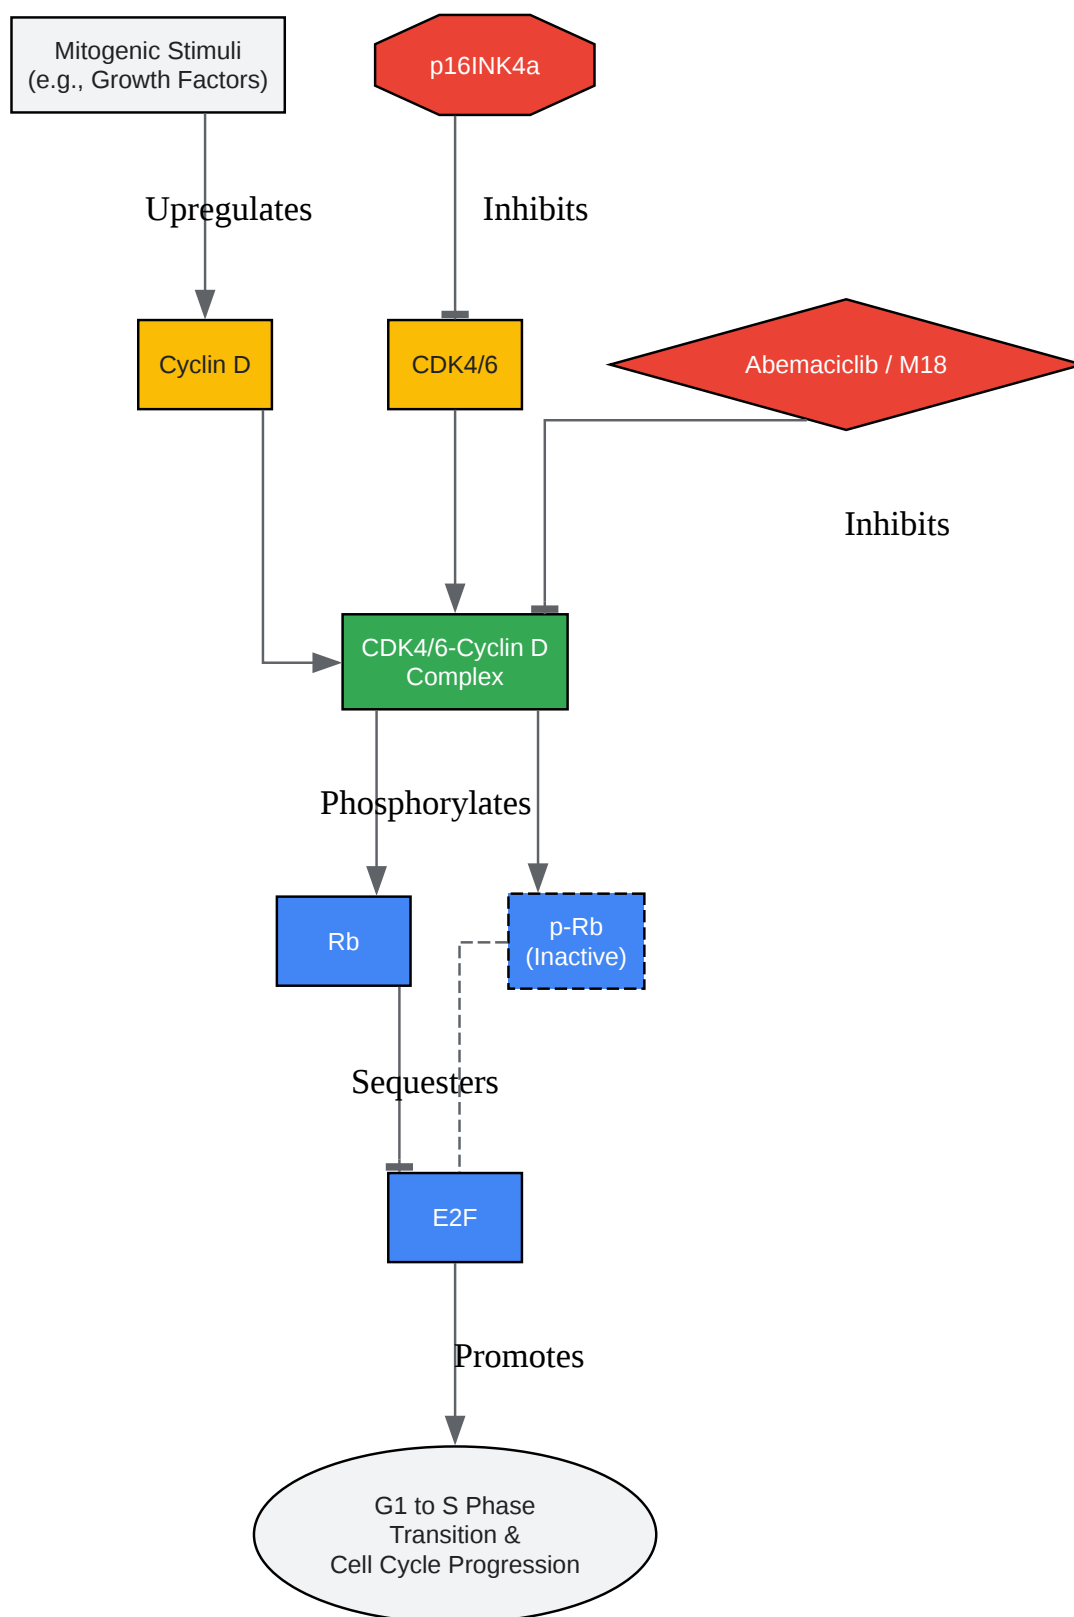 Mitogenic Stimuli
(e.g., Growth Factors)
p16INK4a
Upregulates
Inhibits
Cyclin D
CDK4/6
Abemaciclib / M18
Inhibits
CDK4/6-Cyclin D
Complex
Phosphorylates
Rb
p-Rb
(Inactive)
Sequesters
E2F
Promotes
G1 to S Phase
Transition &
Cell Cycle Progression